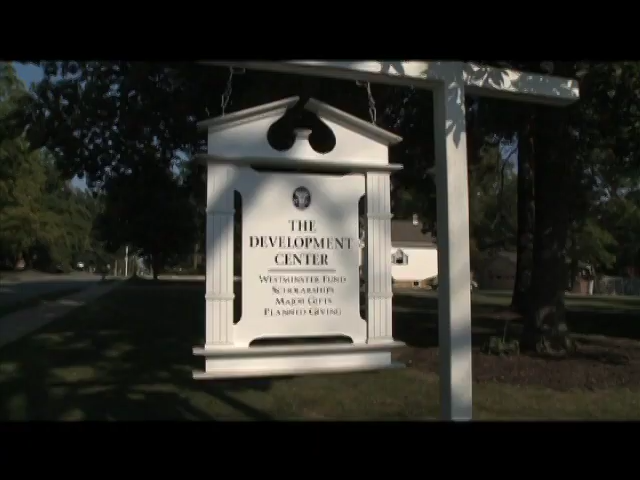 THE
DEVELOPMENT
CENTER
WESTMINSTER FUND
SCHOLARSHIPS
MAJOR GIFTS
PLANNED GIVING